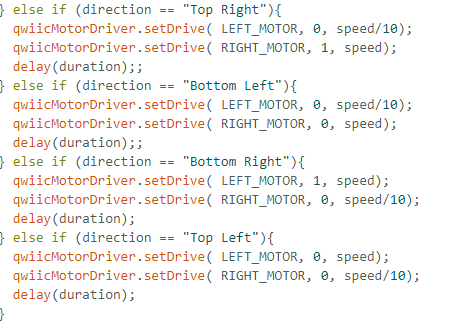 } else if (direction == "Top Right"){
qwiicMotorDriver.setDrive( LEFT_MOTOR, 0, speed/10);
qwiicMotorDriver.setDrive( RIGHT_MOTOR, 1, speed);
delay(duration);;
} else if (direction == "Bottom Left"){
qwiicMotorDriver.setDrive( LEFT_MOTOR, 0, speed/10);
qwiicMotorDriver.setDrive( RIGHT_MOTOR, 0, speed);
delay(duration);;
} else if (direction == "Bottom Right"){
qwiicMotorDriver.setDrive( LEFT_MOTOR, 1, speed);
qwiicMotorDriver.setDrive( RIGHT_MOTOR, 0, speed/10);
delay(duration);
} else if (direction == "Top Left"){
qwiicMotorDriver.setDrive( LEFT_MOTOR, 0, speed);
qwiicMotorDriver.setDrive( RIGHT_MOTOR, 0, speed/10);
delay(duration);
}